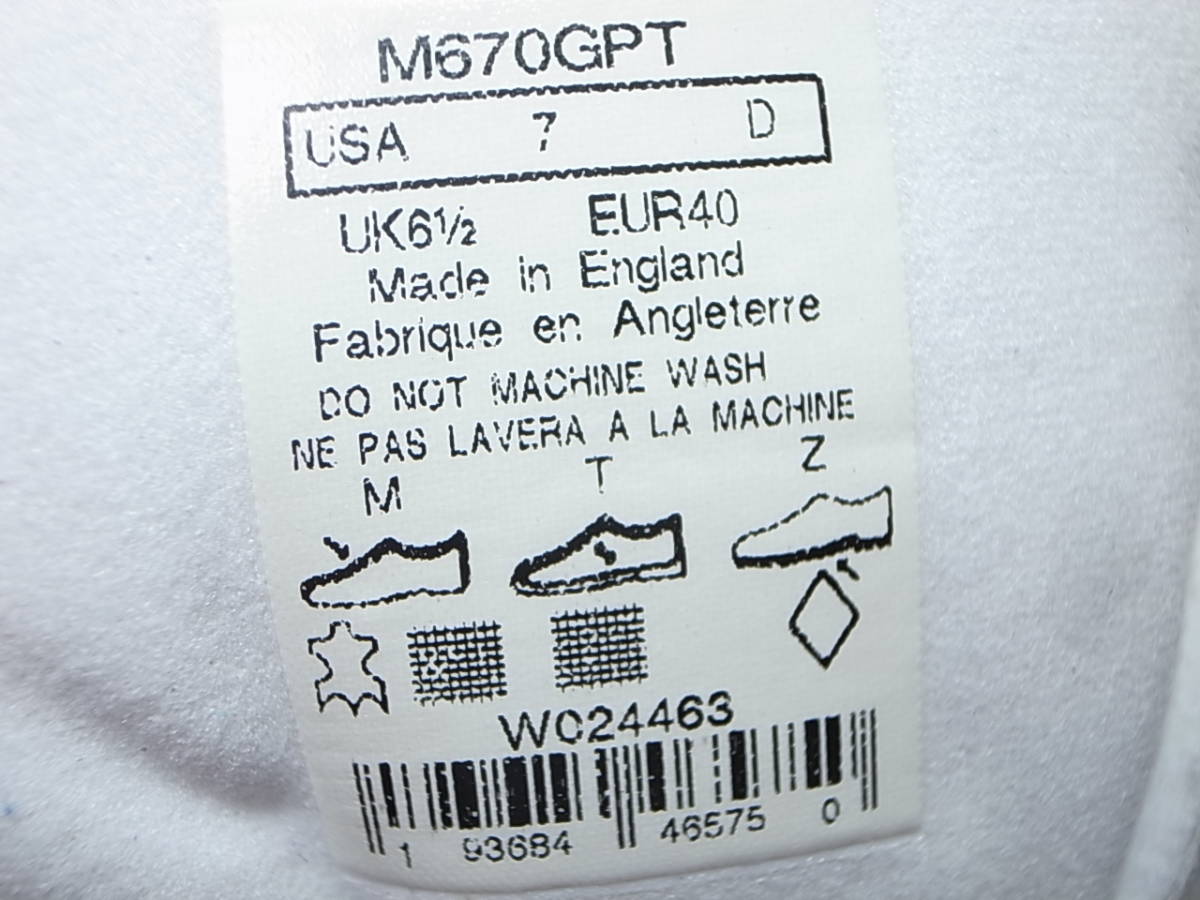 M670GPT
USA 7 D
UK6½ EUR40
Made in England
Fabrique en Angleterre
DO NOT MACHINE WASH
NE PAS LAVERA A LA MACHINE
M T Z
W024463
1 93684 46575 0